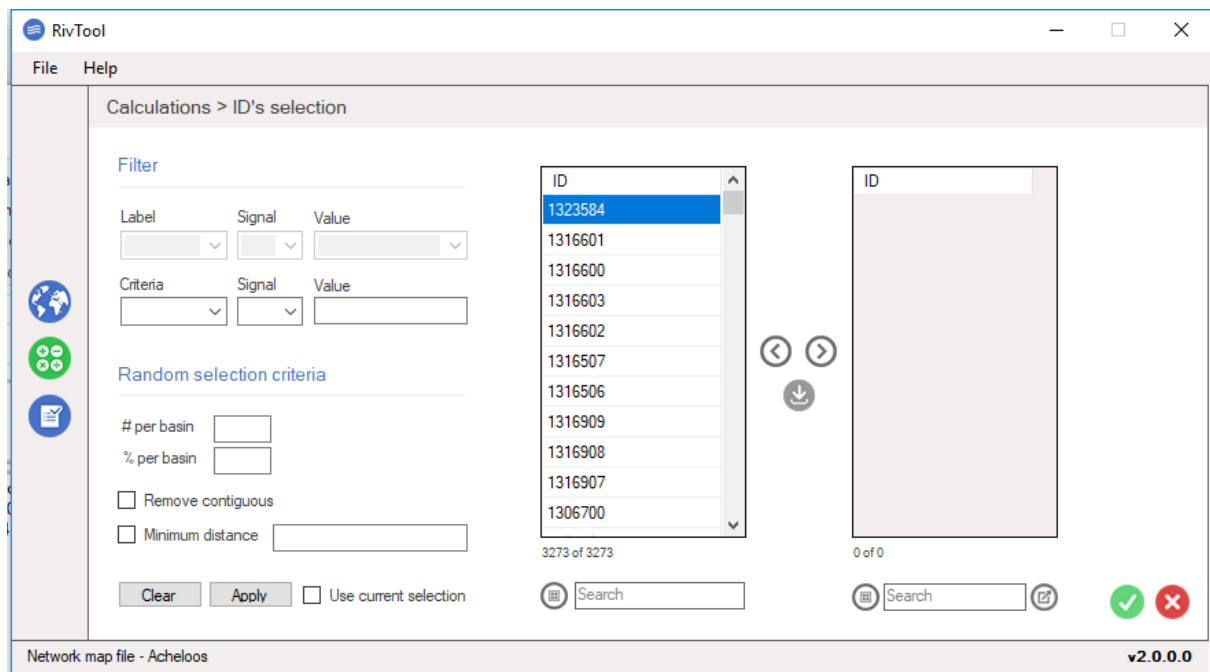 RivTool
File Help
Calculations > ID's selection
Filter
Label Signal Value
Criteria Signal Value
Random selection criteria
# per basin
% per basin
Remove contiguous
Minimum distance
Clear Apply Use current selection
ID
1323584
1316601
1316600
1316603
1316602
1316507
1316506
1316909
1316908
1316907
1306700
3273 of 3273
Search
ID
0 of 0
Search
Network map file - Acheloos
v2.0.0.0